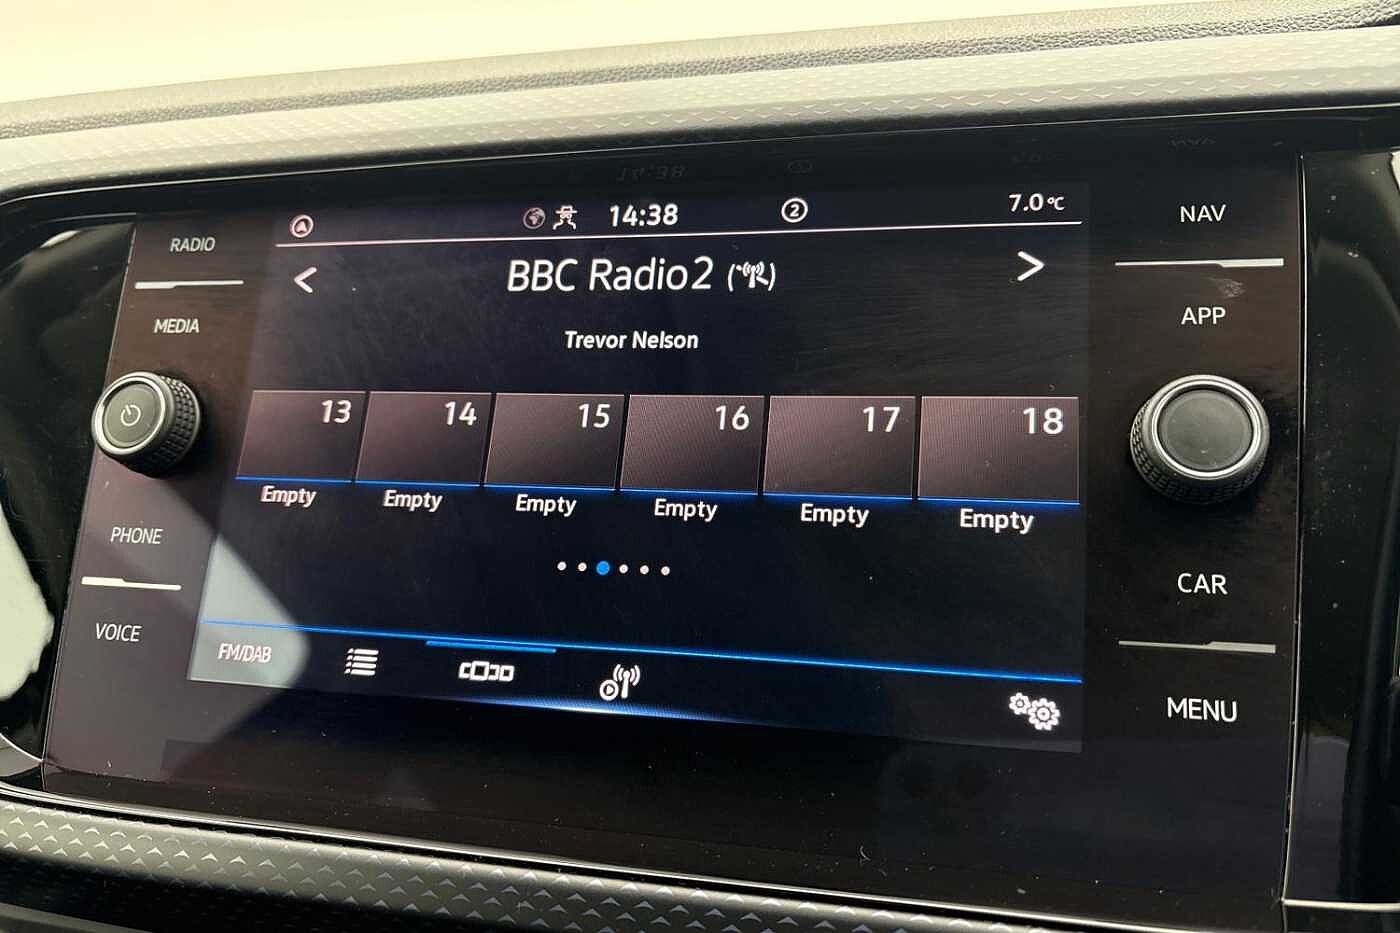 14:38
2
7.0°C
RADIO
MEDIA
PHONE
VOICE
BBC Radio2
Trevor Nelson
13 14 15 16 17 18
Empty Empty Empty Empty Empty Empty
FM/DAB
NAV
APP
CAR
MENU